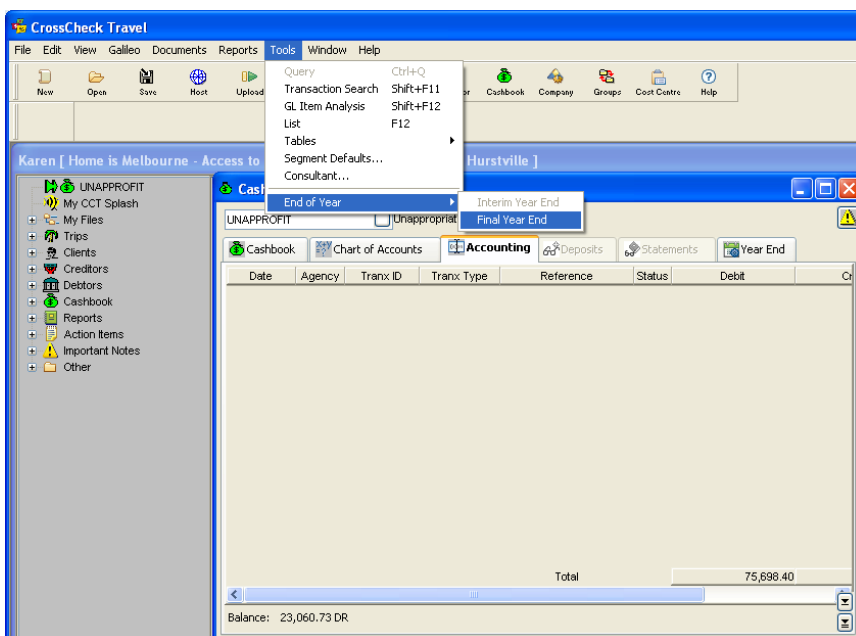 CrossCheck Travel
File Edit View Galileo Documents Reports Tools Window Help
New Open Save Host Upload Cashbook Company Groups Cost Centre Help
Query Ctrl+Q
Transaction Search Shift+F11
GL Item Analysis Shift+F12
List F12
Tables
Segment Defaults...
Consultant...
End of Year
Interim Year End
Final Year End
Karen [ Home is Melbourne - Access to Hurstville ]
UNAPPROFIT
My CCT Splash
My Files
Trips
Clients
Creditors
Debtors
Cashbook
Reports
Action Items
Important Notes
Other
Cash
UNAPPROFIT Unappropriat
Cashbook Chart of Accounts Accounting Deposits Statements Year End
Date Agency Tranx ID Tranx Type Reference Status Debit Cr
Total 75,698.40
Balance: 23,060.73 DR